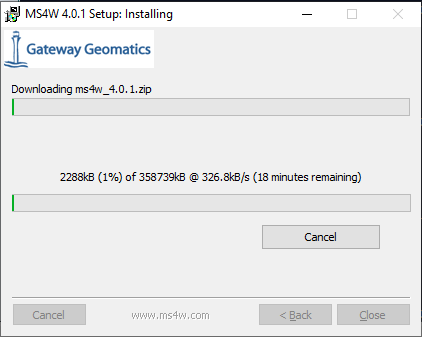 MS4W 4.0.1 Setup: Installing
Gateway Geomatics
Downloading ms4w_4.0.1.zip
2288kB (1%) of 358739kB @ 326.8kB/s (18 minutes remaining)
Cancel
Cancel
www.ms4w.com
< Back
Close